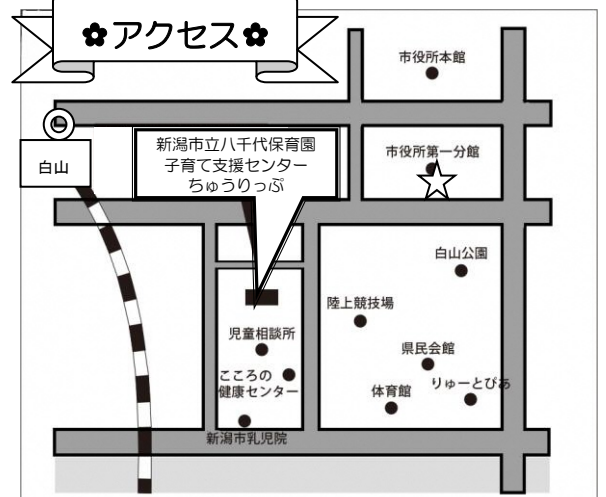 ✿アクセス✿
市役所本館
白山
新潟市立八千代保育園
子育て支援センター
ちゅうりっぷ
市役所第一分館
白山公園
陸上競技場
児童相談所
県民会館
こころの
健康センター
りゅーとぴあ
体育館
新潟市乳児院